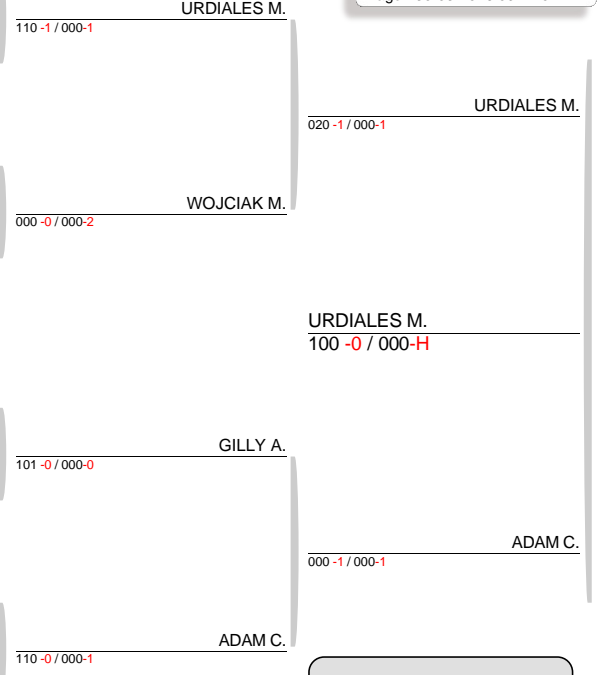 URDIALES M.
110 -1 / 000-1
URDIALES M.
020 -1 / 000-1
WOJCIAK M.
000 -0 / 000-2
URDIALES M.
100 -0 / 000-H
GILLY A.
101 -0 / 000-0
ADAM C.
000 -1 / 000-1
ADAM C.
110 -0 / 000-1